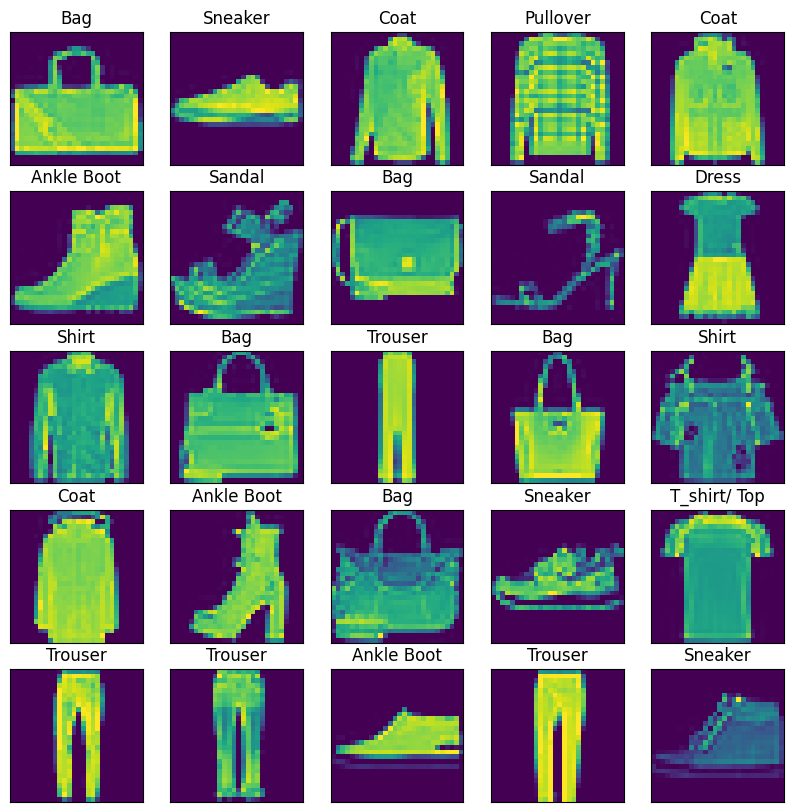 Bag Sneaker Coat Pullover Coat
Ankle Boot Sandal Bag Sandal Dress
Shirt Bag Trouser Bag Shirt
Coat Ankle Boot Bag Sneaker T_shirt/ Top
Trouser Trouser Ankle Boot Trouser Sneaker